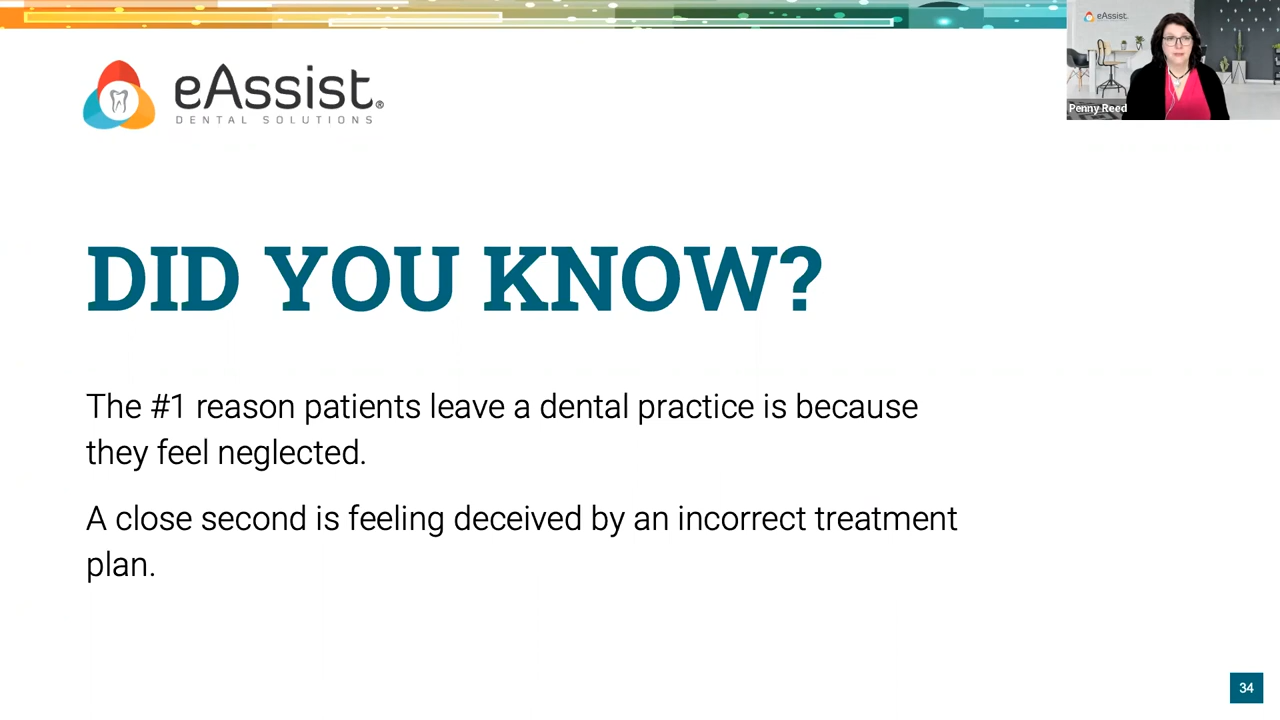 eAssist.
Penny Reed
eAssist®
DENTAL SOLUTIONS
DID YOU KNOW?
The #1 reason patients leave a dental practice is because
they feel neglected.
A close second is feeling deceived by an incorrect treatment
plan.
34